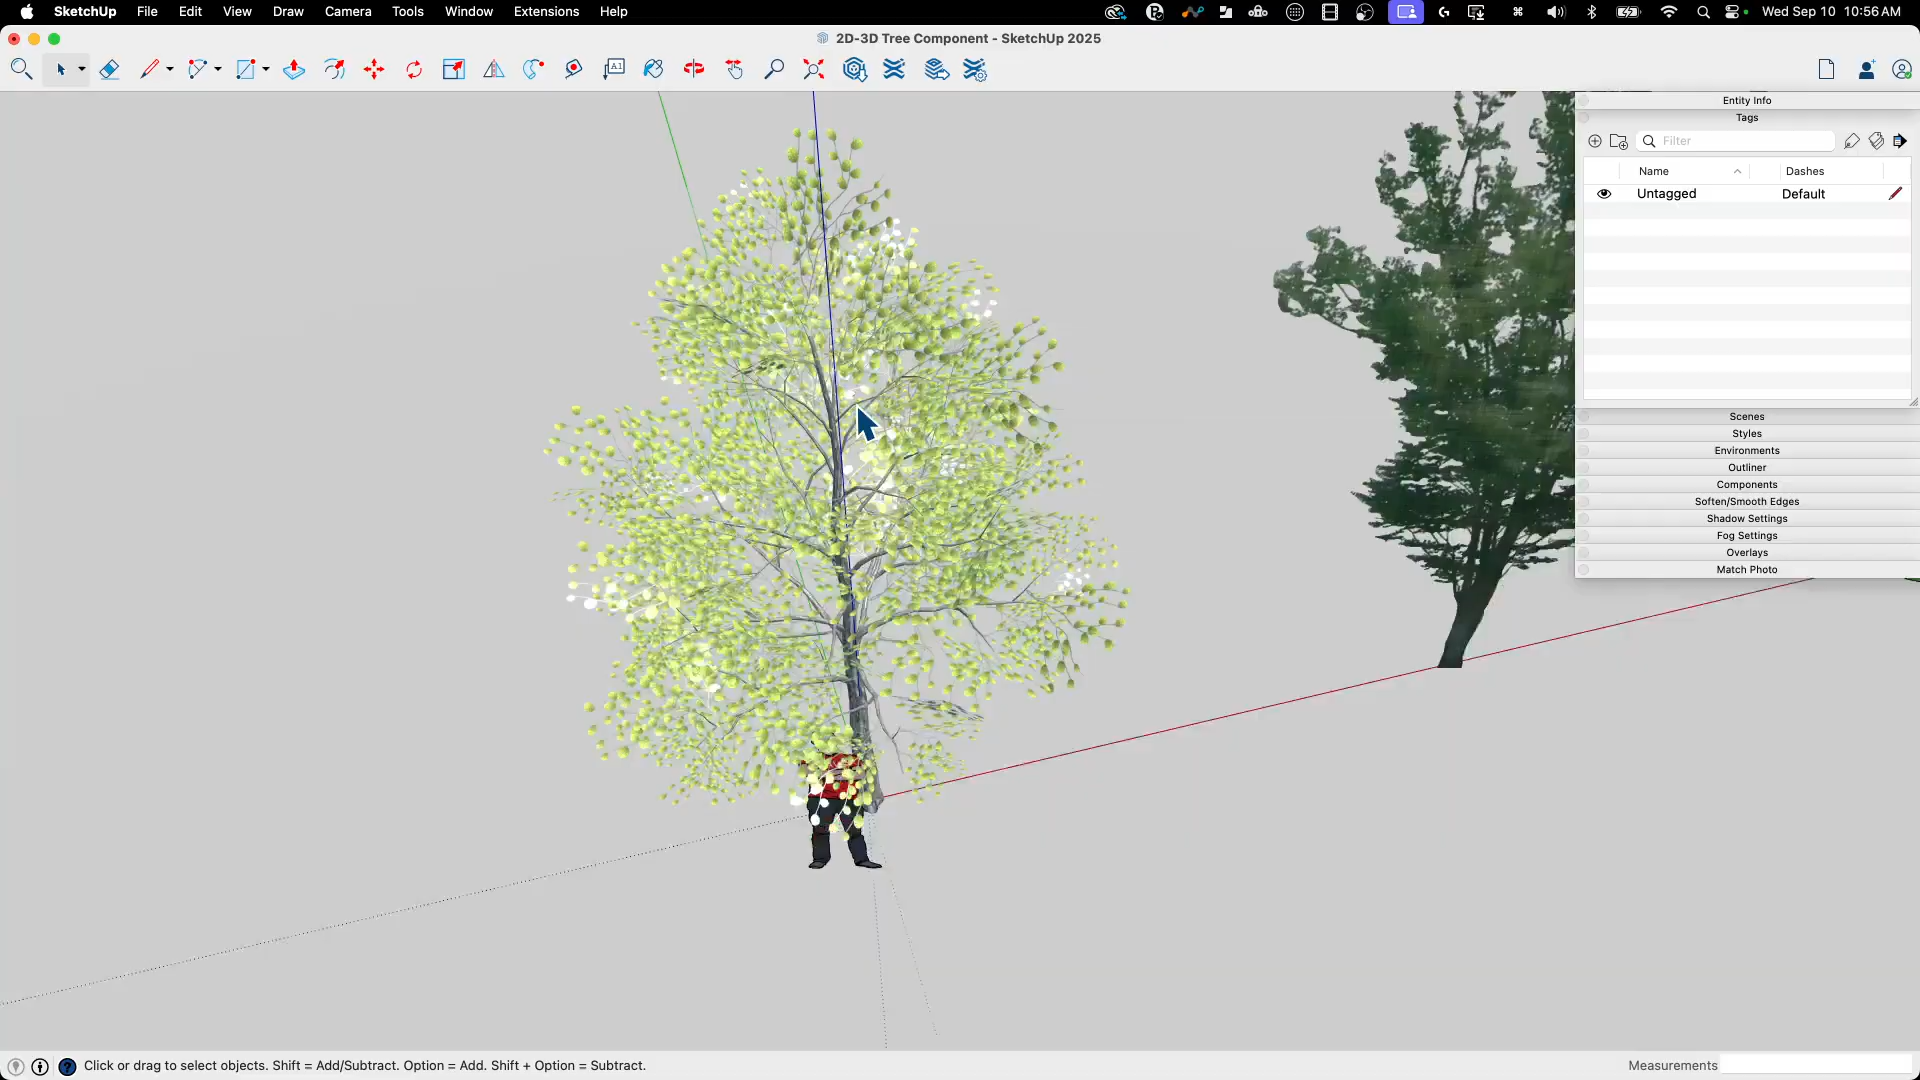 SketchUp File Edit View Draw Camera Tools Window Extensions Help Wed Sep 10 10:56 AM
2D-3D Tree Component - SketchUp 2025
A1
Entity Info
Tags
Filter
Name Dashes
Untagged Default
Scenes
Styles
Environments
Outliner
Components
Soften/Smooth Edges
Shadow Settings
Fog Settings
Overlays
Match Photo
Click or drag to select objects. Shift = Add/Subtract. Option = Add. Shift + Option = Subtract.
Measurements